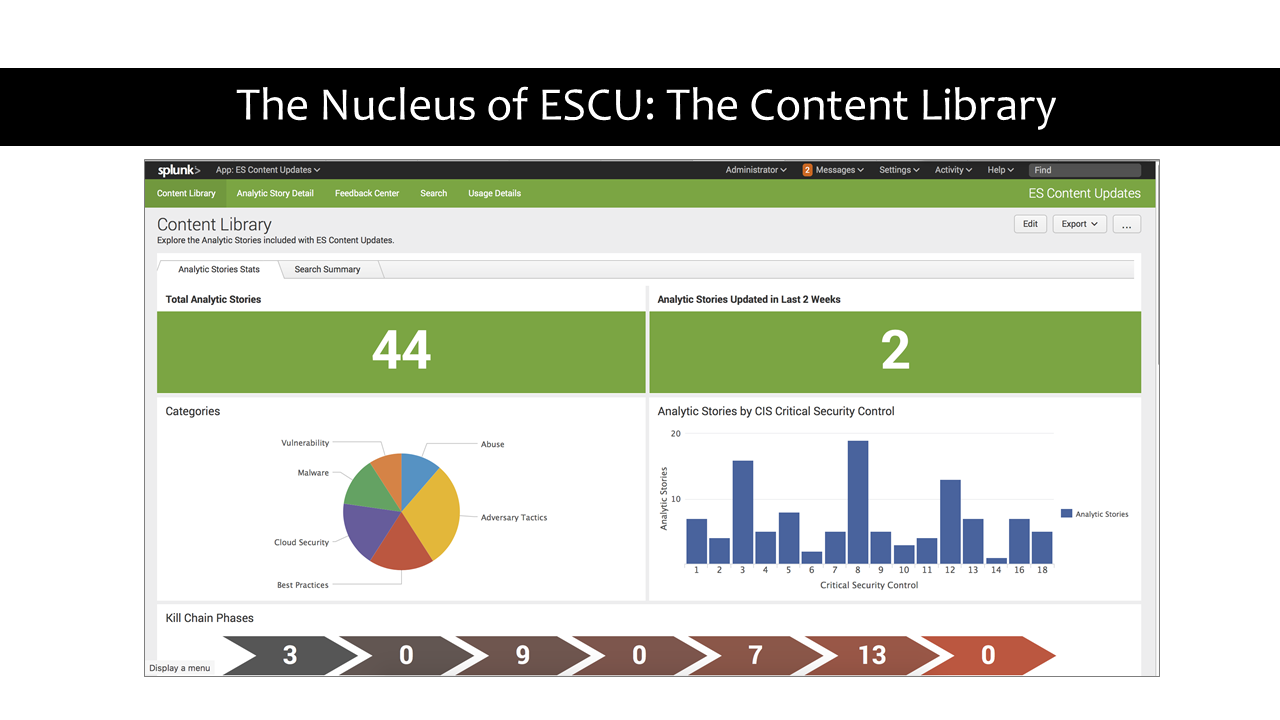 The Nucleus of ESCU: The Content Library
splunk> App: ES Content Updates Administrator 2 Messages Settings Activity Help Find
Content Library Analytic Story Detail Feedback Center Search Usage Details ES Content Updates
Content Library Edit Export ...
Explore the Analytic Stories included with ES Content Updates.
Analytic Stories Stats Search Summary
Total Analytic Stories
44
Analytic Stories Updated in Last 2 Weeks
2
Categories
Vulnerability
Abuse
Malware
Adversary Tactics
Cloud Security
Best Practices
Analytic Stories by CIS Critical Security Control
20
10
Analytic Stories
Analytic Stories
1 2 3 4 5 6 7 8 9 10 11 12 13 14 16 18
Critical Security Control
Kill Chain Phases
3 0 9 0 7 13 0
Display a menu